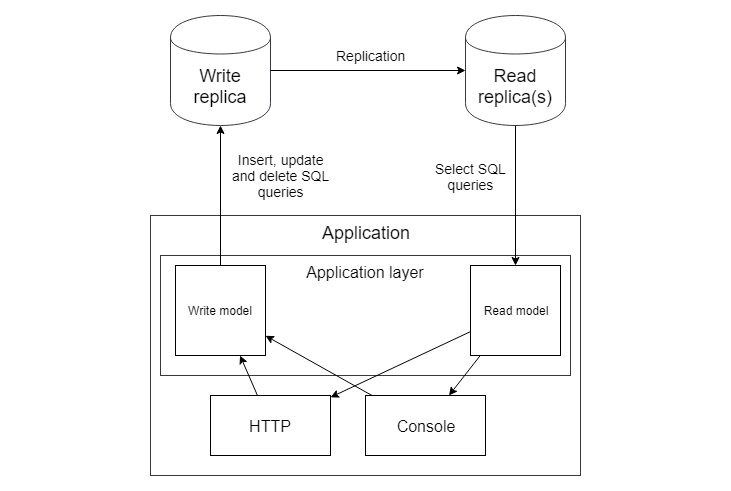 Write
replica
Replication
Read
replica(s)
Insert, update
and delete SQL
queries
Select SQL
queries
Application
Application layer
Write model
Read model
HTTP
Console